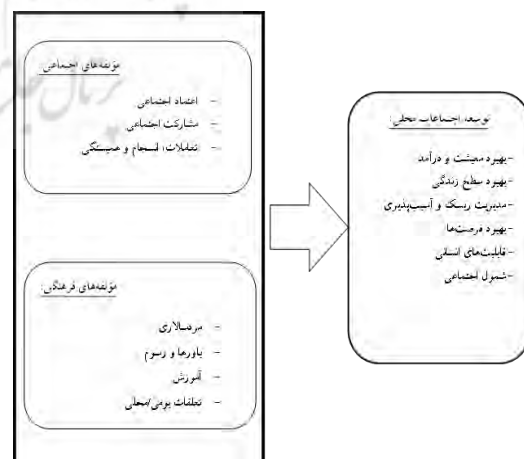 مؤلفه‌های اجتماعی:
- اعتماد اجتماعی
- مشارکت اجتماعی
- تعاملات، انسجام و همبستگی
مؤلفه‌های فرهنگی:
- مردسالاری
- باورها و رسوم
- آموزش
- تعلقات بومی/محلی
توسعه اجتماعات محلی:
-بهبود معیشت و درآمد
-بهبود سطح زندگی
-مدیریت ریسک و آسیب‌پذیری
-بهبود فرصت‌ها
-قابلیت‌های انسانی
-شمول اجتماعی